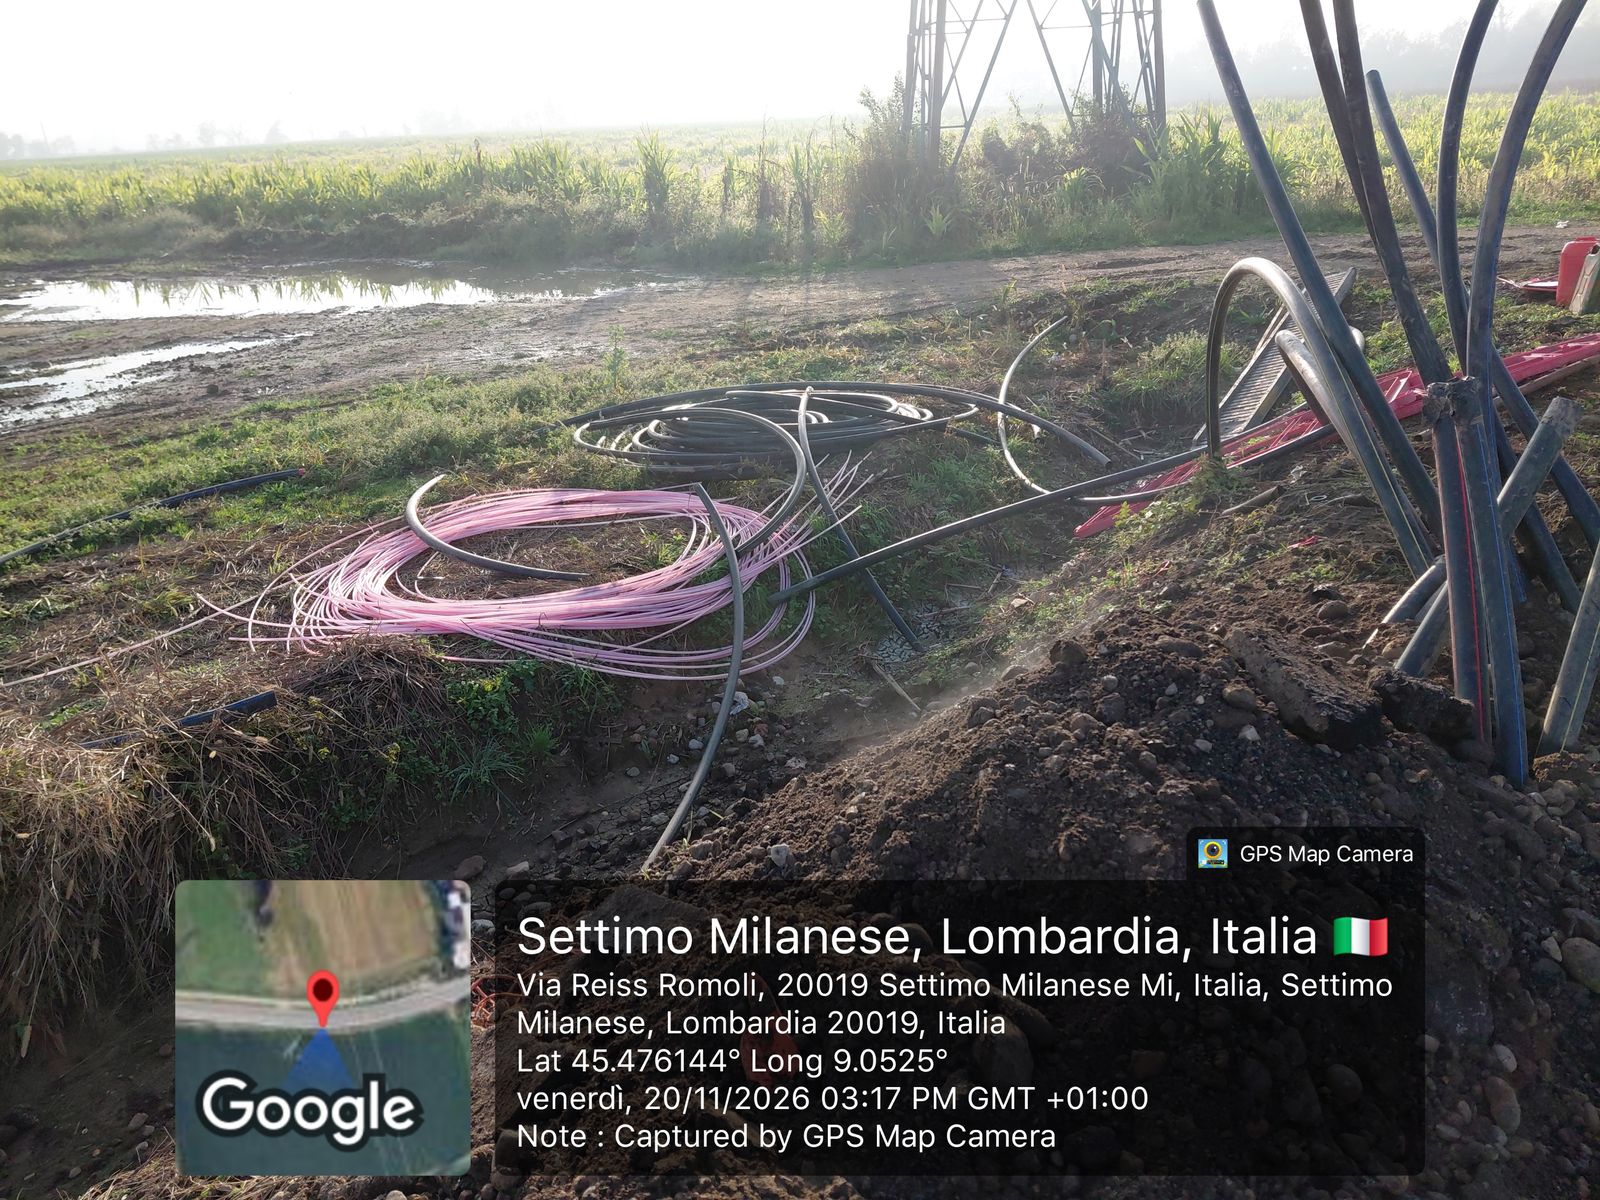 GPS Map Camera
Settimo Milanese, Lombardia, Italia
Via Reiss Romoli, 20019 Settimo Milanese Mi, Italia, Settimo
Milanese, Lombardia 20019, Italia
Lat 45.476144° Long 9.0525°
venerdì, 20/11/2026 03:17 PM GMT +01:00
Note : Captured by GPS Map Camera
Google